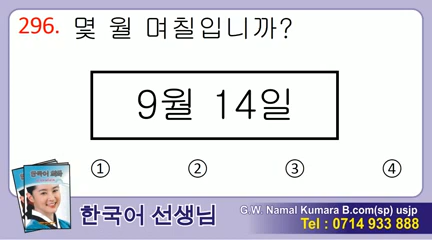 296. 몇 월 며칠입니까?
9월 14일
① ② ③ ④
한국어 선생님
G.W. Namal Kumara B.com(sp) usjp
Tel : 0714 933 888